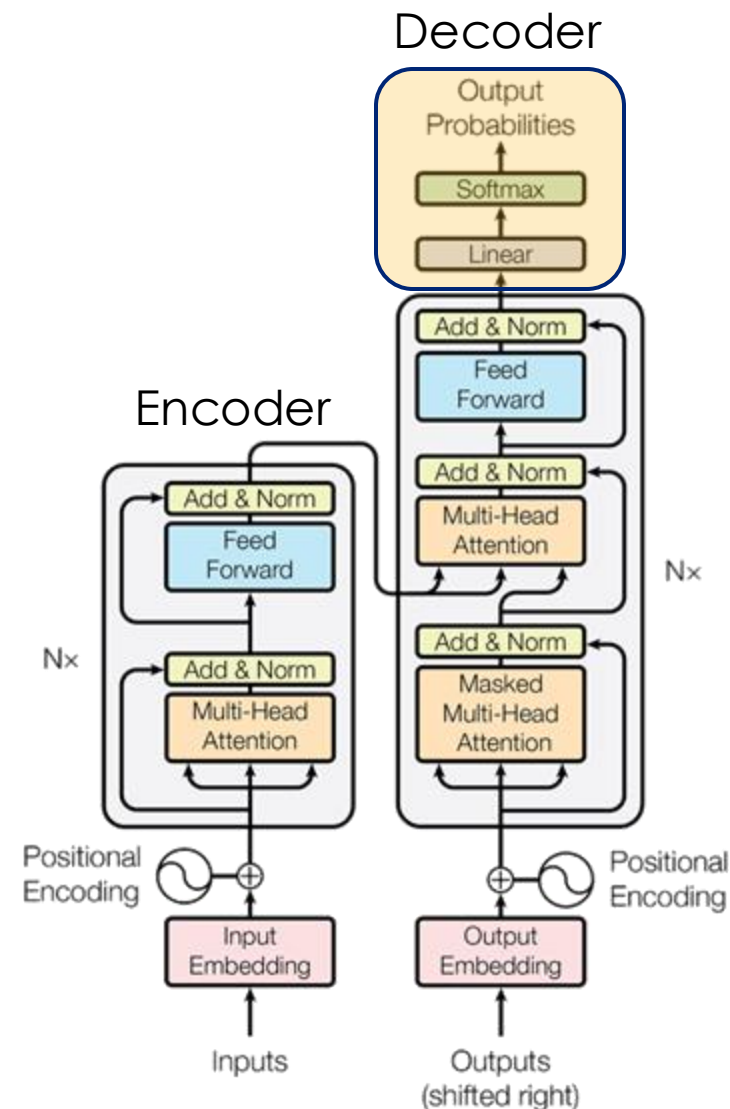 Decoder
Output
Probabilities
Softmax
Linear
Add & Norm
Feed
Forward
Add & Norm
Multi-Head
Attention
Nx
Add & Norm
Masked
Multi-Head
Attention
Positional
Encoding
Output
Embedding
Outputs
(shifted right)
Encoder
Add & Norm
Feed
Forward
Nx
Add & Norm
Multi-Head
Attention
Positional
Encoding
Input
Embedding
Inputs